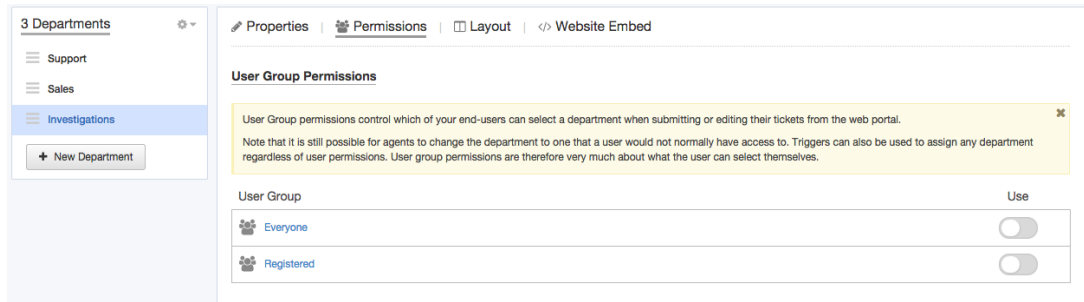 3 Departments
Support
Sales
Investigations
+ New Department
Properties | Permissions | Layout | </> Website Embed
User Group Permissions
User Group permissions control which of your end-users can select a department when submitting or editing their tickets from the web portal.
Note that it is still possible for agents to change the department to one that a user would not normally have access to. Triggers can also be used to assign any department
regardless of user permissions. User group permissions are therefore very much about what the user can select themselves.
User Group Use
Everyone
Registered